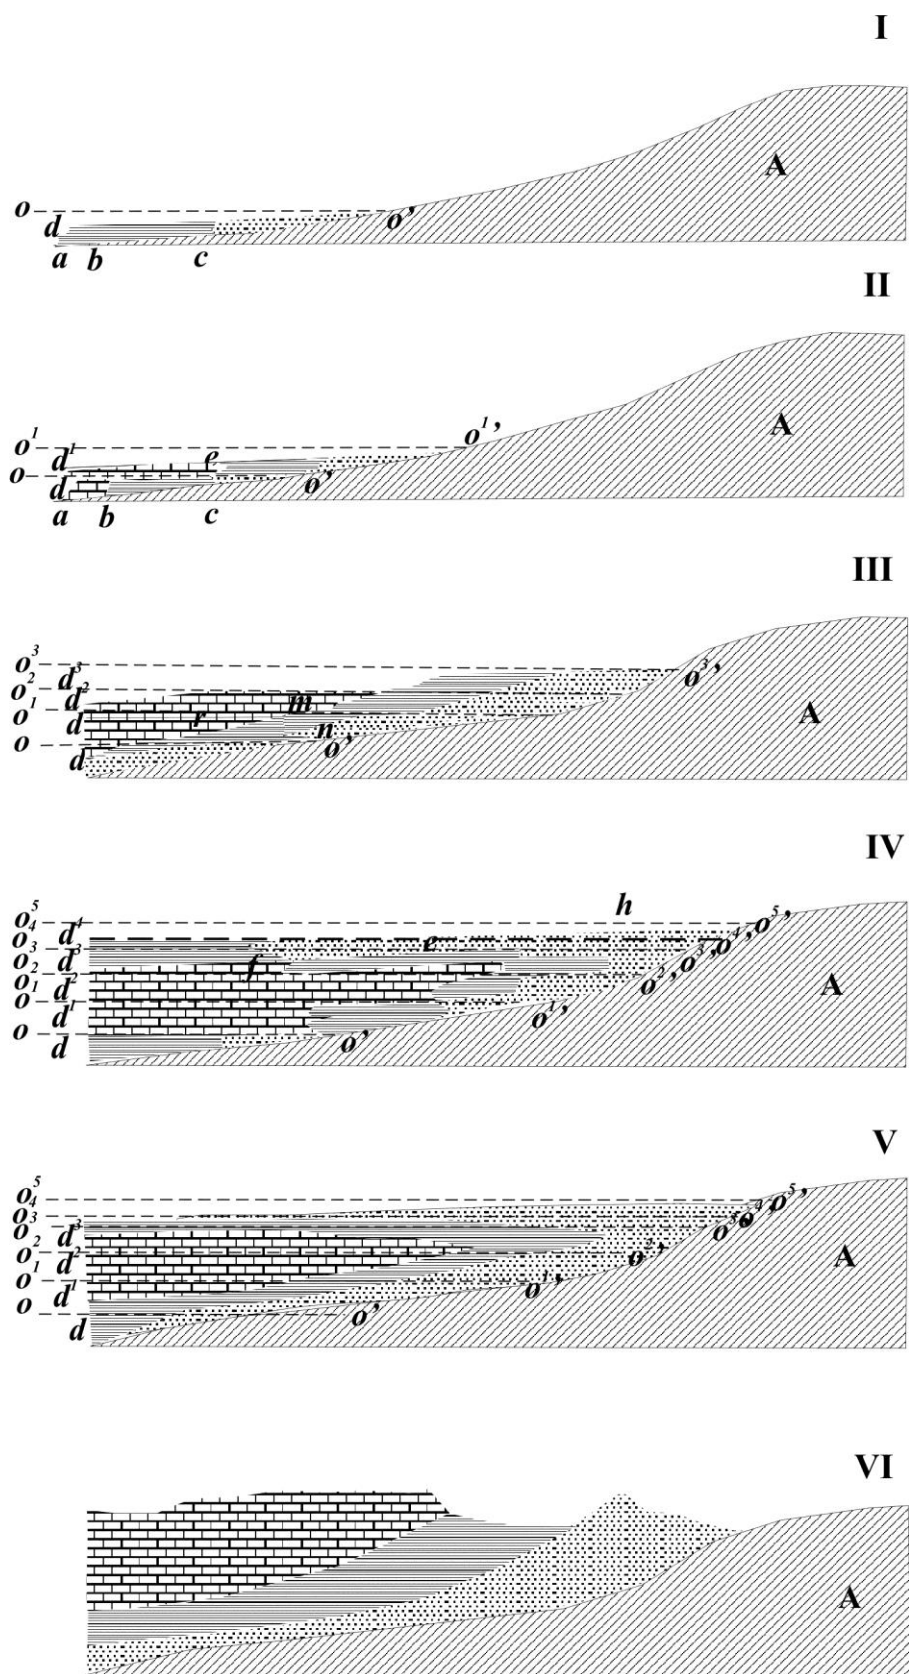 I
A
o
d
o’
a b c
II
o¹ o¹’
d¹ e
A
o
d o’
a b c
III
o³
d³ o³’
o²
d²
m
o¹
r
A
d n
o o’
d
IV
h
o⁵
o⁵’
o₄ d⁴
e o⁴’
o₃
f o³’
d³
o² o²’
A
d²
o₁
o¹’
d¹
o o’
d
V
o⁵
o⁵’
o₄
o⁴’
o₃ o³’
d³
o² o²’
A
d²
o¹ o¹’
d¹
o o’
d
VI
A